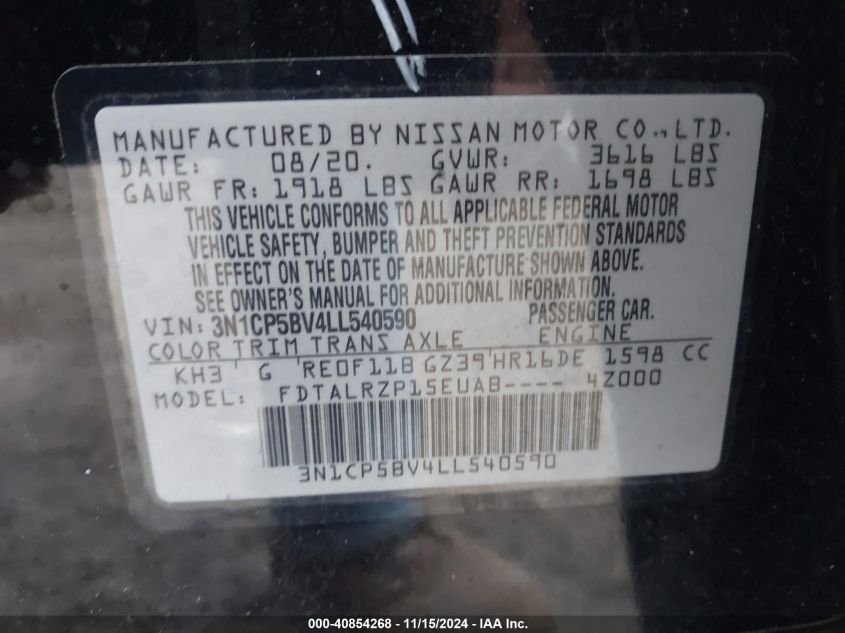 MANUFACTURED BY NISSAN MOTOR CO.,LTD.
DATE: 08/20. GVWR: 3616 LBS
GAWR FR: 1918 LBS GAWR RR: 1698 LBS
THIS VEHICLE CONFORMS TO ALL APPLICABLE FEDERAL MOTOR
VEHICLE SAFETY, BUMPER AND THEFT PREVENTION STANDARDS
IN EFFECT ON THE DATE OF MANUFACTURE SHOWN ABOVE.
SEE OWNER'S MANUAL FOR ADDITIONAL INFORMATION.
VIN: 3N1CP5BV4LL540590 PASSENGER CAR.
COLOR TRIM TRANS AXLE ENGINE
KH3 G RE0F11B GZ39 HR16DE 1598 CC
MODEL: FDTALRZP15EUAB---- 4Z000
3N1CP5BV4LL540590
000-40854268 - 11/15/2024 - IAA Inc.